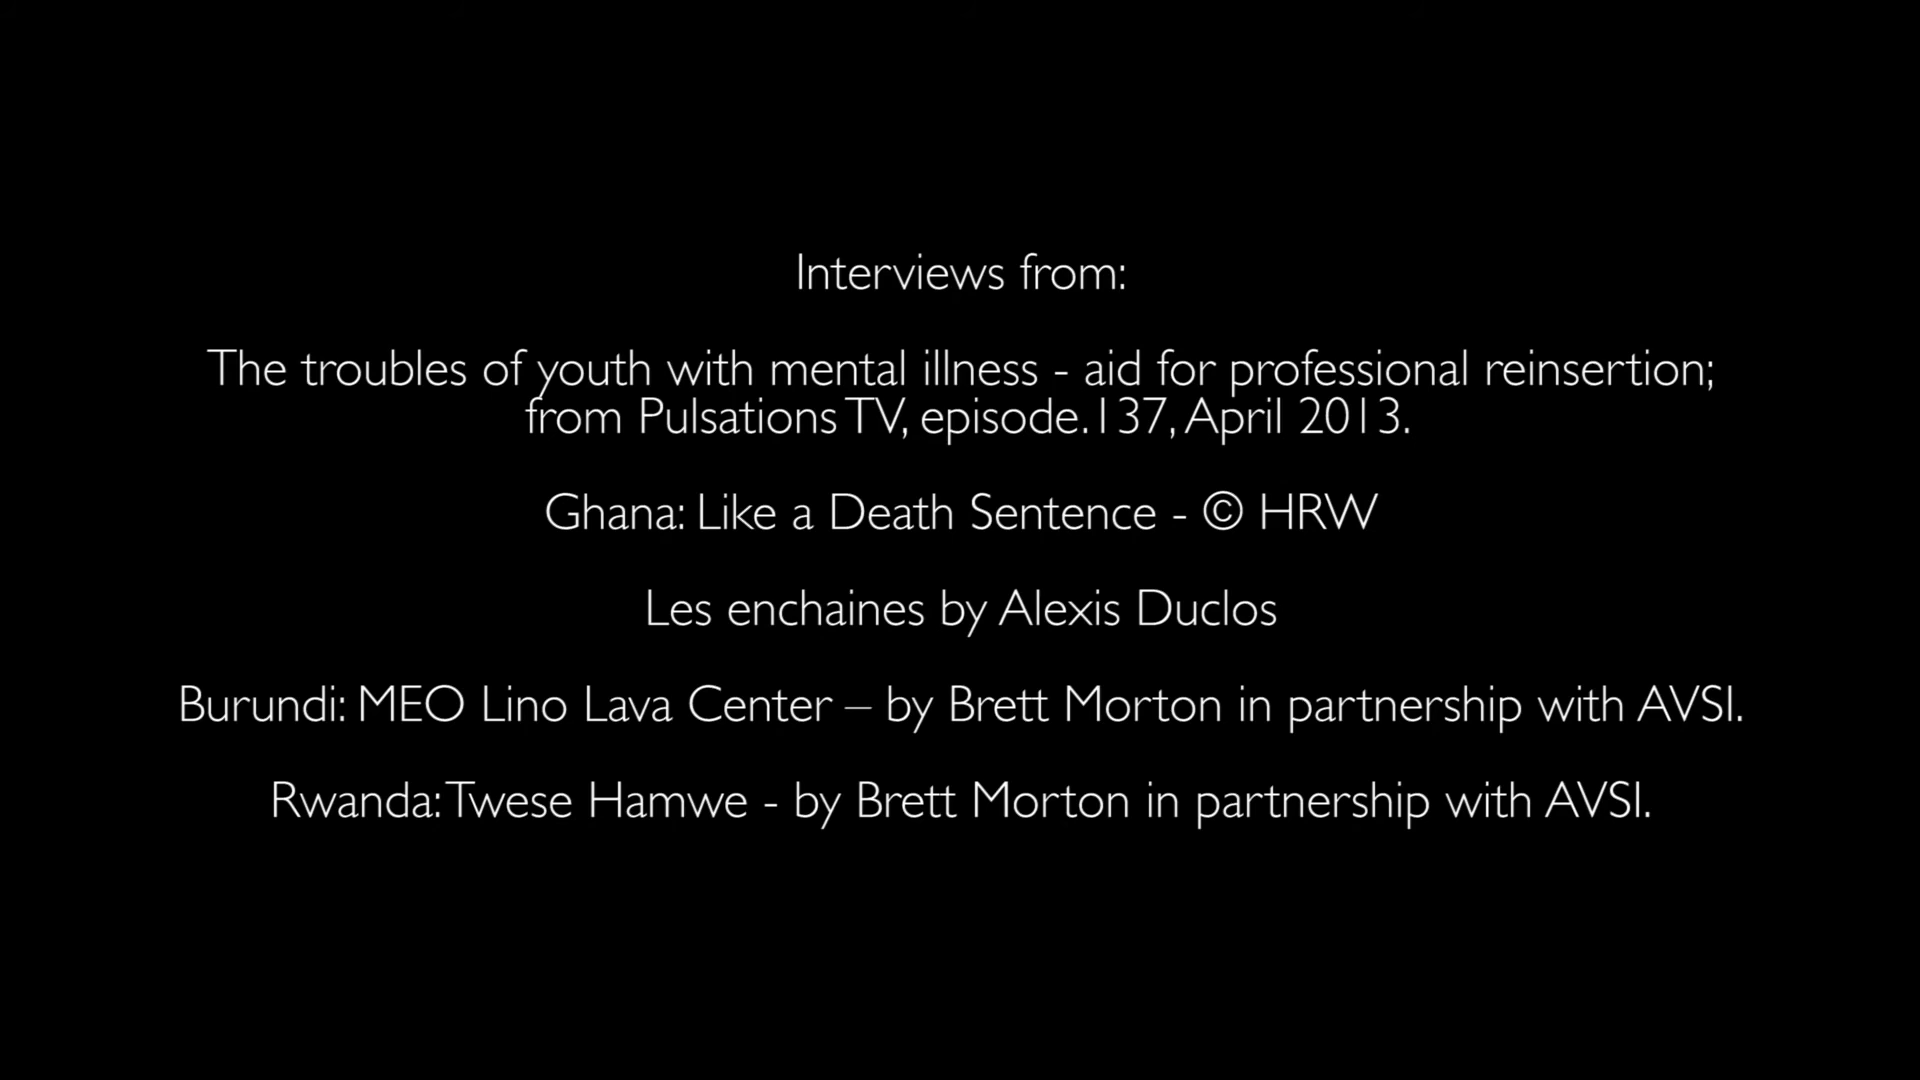 Interviews from:
The troubles of youth with mental illness - aid for professional reinsertion;
from Pulsations TV, episode.137, April 2013.
Ghana: Like a Death Sentence - © HRW
Les enchaines by Alexis Duclos
Burundi: MEO Lino Lava Center – by Brett Morton in partnership with AVSI.
Rwanda: Twese Hamwe - by Brett Morton in partnership with AVSI.